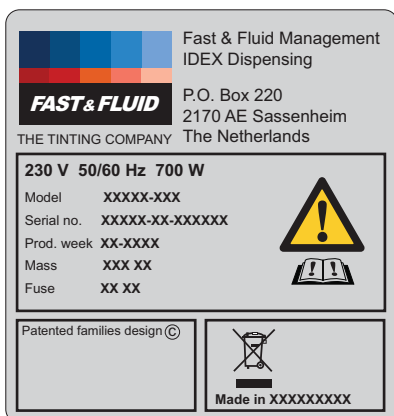 Fast & Fluid Management
IDEX Dispensing
P.O. Box 220
2170 AE Sassenheim
The Netherlands
FAST & FLUID
THE TINTING COMPANY
230 V 50/60 Hz 700 W
Model XXXXX-XXX
Serial no. XXXXX-XX-XXXXXX
Prod. week XX-XXXX
Mass XXX XX
Fuse XX XX
!
! !
Patented families design ©
Made in XXXXXXXXX